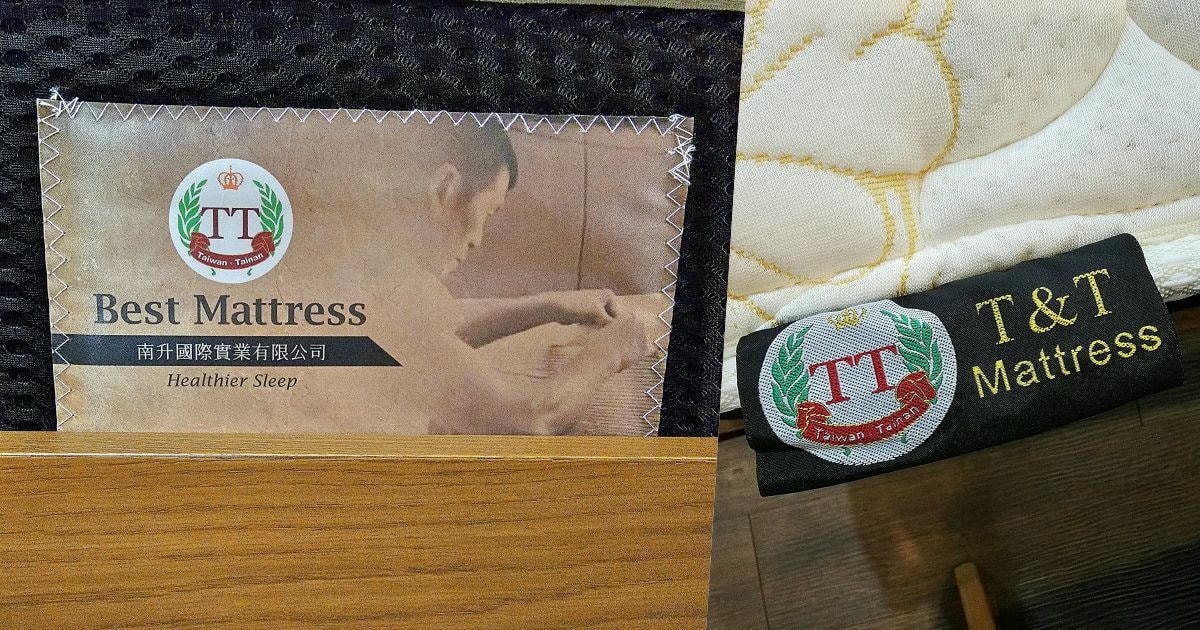 TT
Taiwan - Tainan
Best Mattress
南升國際實業有限公司
Healthier Sleep
T&T
Mattress
TT
Taiwan - Tainan